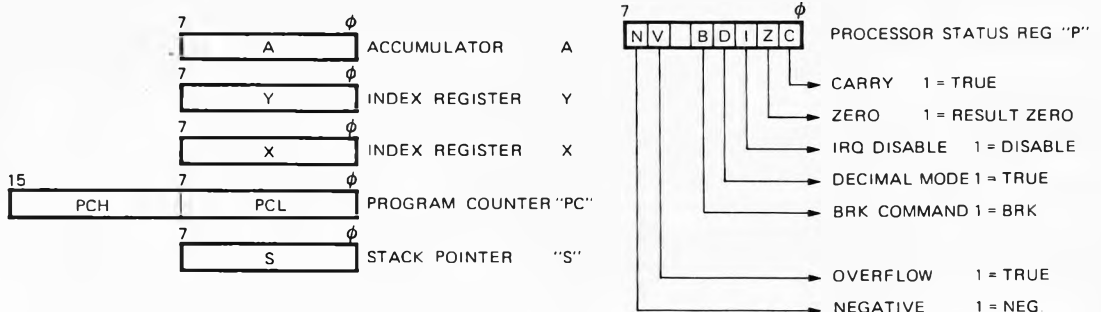 7 ϕ
A
ACCUMULATOR A
7 ϕ
Y
INDEX REGISTER Y
7 ϕ
X
INDEX REGISTER X
15 7 ϕ
PCH PCL
PROGRAM COUNTER "PC"
7 ϕ
S
STACK POINTER "S"
7 ϕ
N V B D I Z C
PROCESSOR STATUS REG "P"
CARRY 1 = TRUE
ZERO 1 = RESULT ZERO
IRQ DISABLE 1 = DISABLE
DECIMAL MODE 1 = TRUE
BRK COMMAND 1 = BRK
OVERFLOW 1 = TRUE
NEGATIVE 1 = NEG.